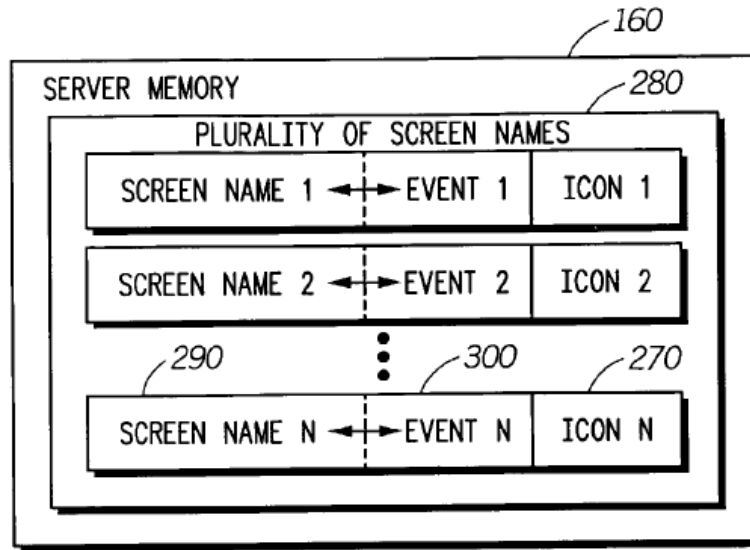 160
SERVER MEMORY
280
PLURALITY OF SCREEN NAMES
SCREEN NAME 1 EVENT 1 ICON 1
SCREEN NAME 2 EVENT 2 ICON 2
290 300 270
SCREEN NAME N EVENT N ICON N